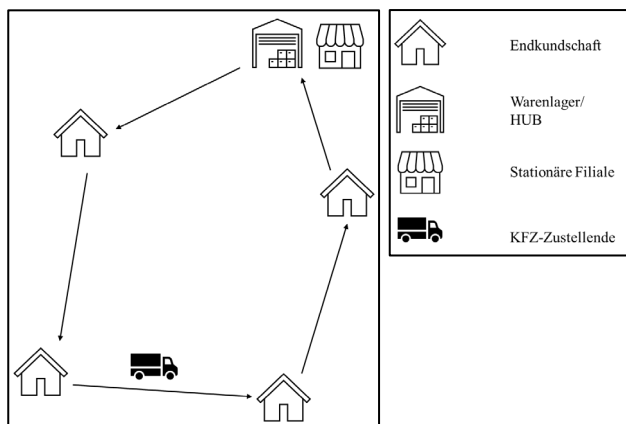 Endkundschaft
Warenlager/
HUB
Stationäre Filiale
KFZ-Zustellende